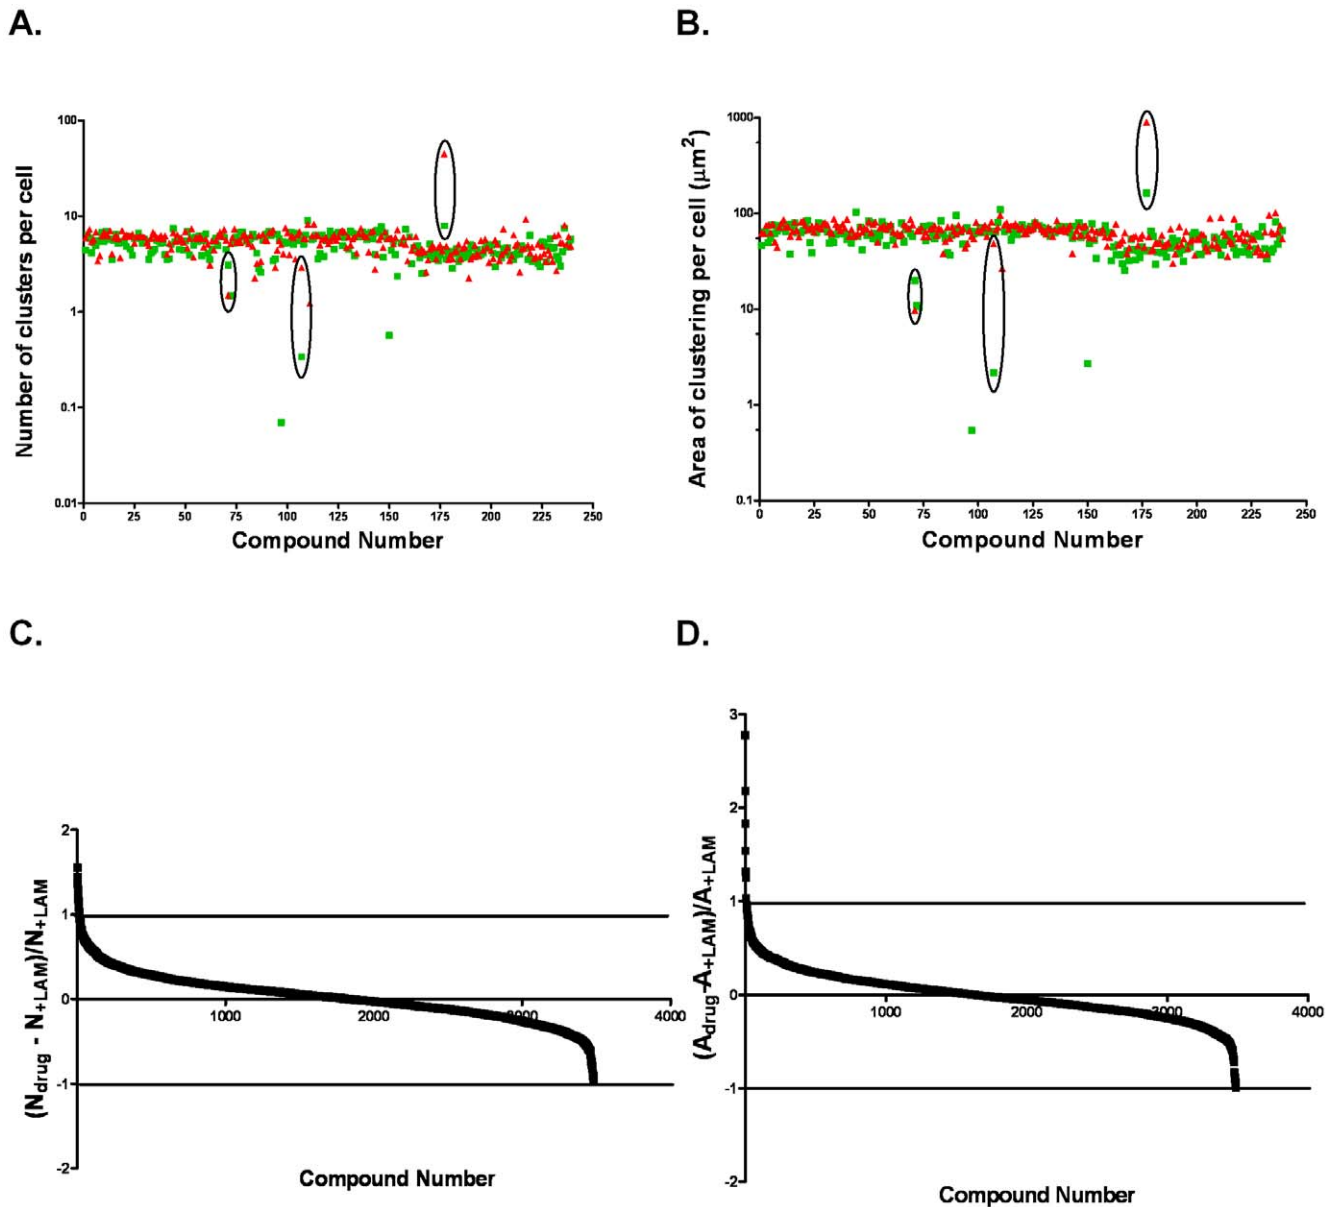 A.
B.
Number of clusters per cell
100
10
1
0.1
0.01
0 25 50 75 100 125 150 175 200 225 250
Compound Number
Area of clustering per cell (μm²)
1000
100
10
1
0.1
0 25 50 75 100 125 150 175 200 225 250
Compound Number
C.
D.
(Ndrug - N+LAM)/N+LAM
2
1
0
-1
-2
1000 2000 3000 4000
Compound Number
(Adrug-A+LAM)/A+LAM
3
2
1
0
-1
-2
1000 2000 3000 4000
Compound Number